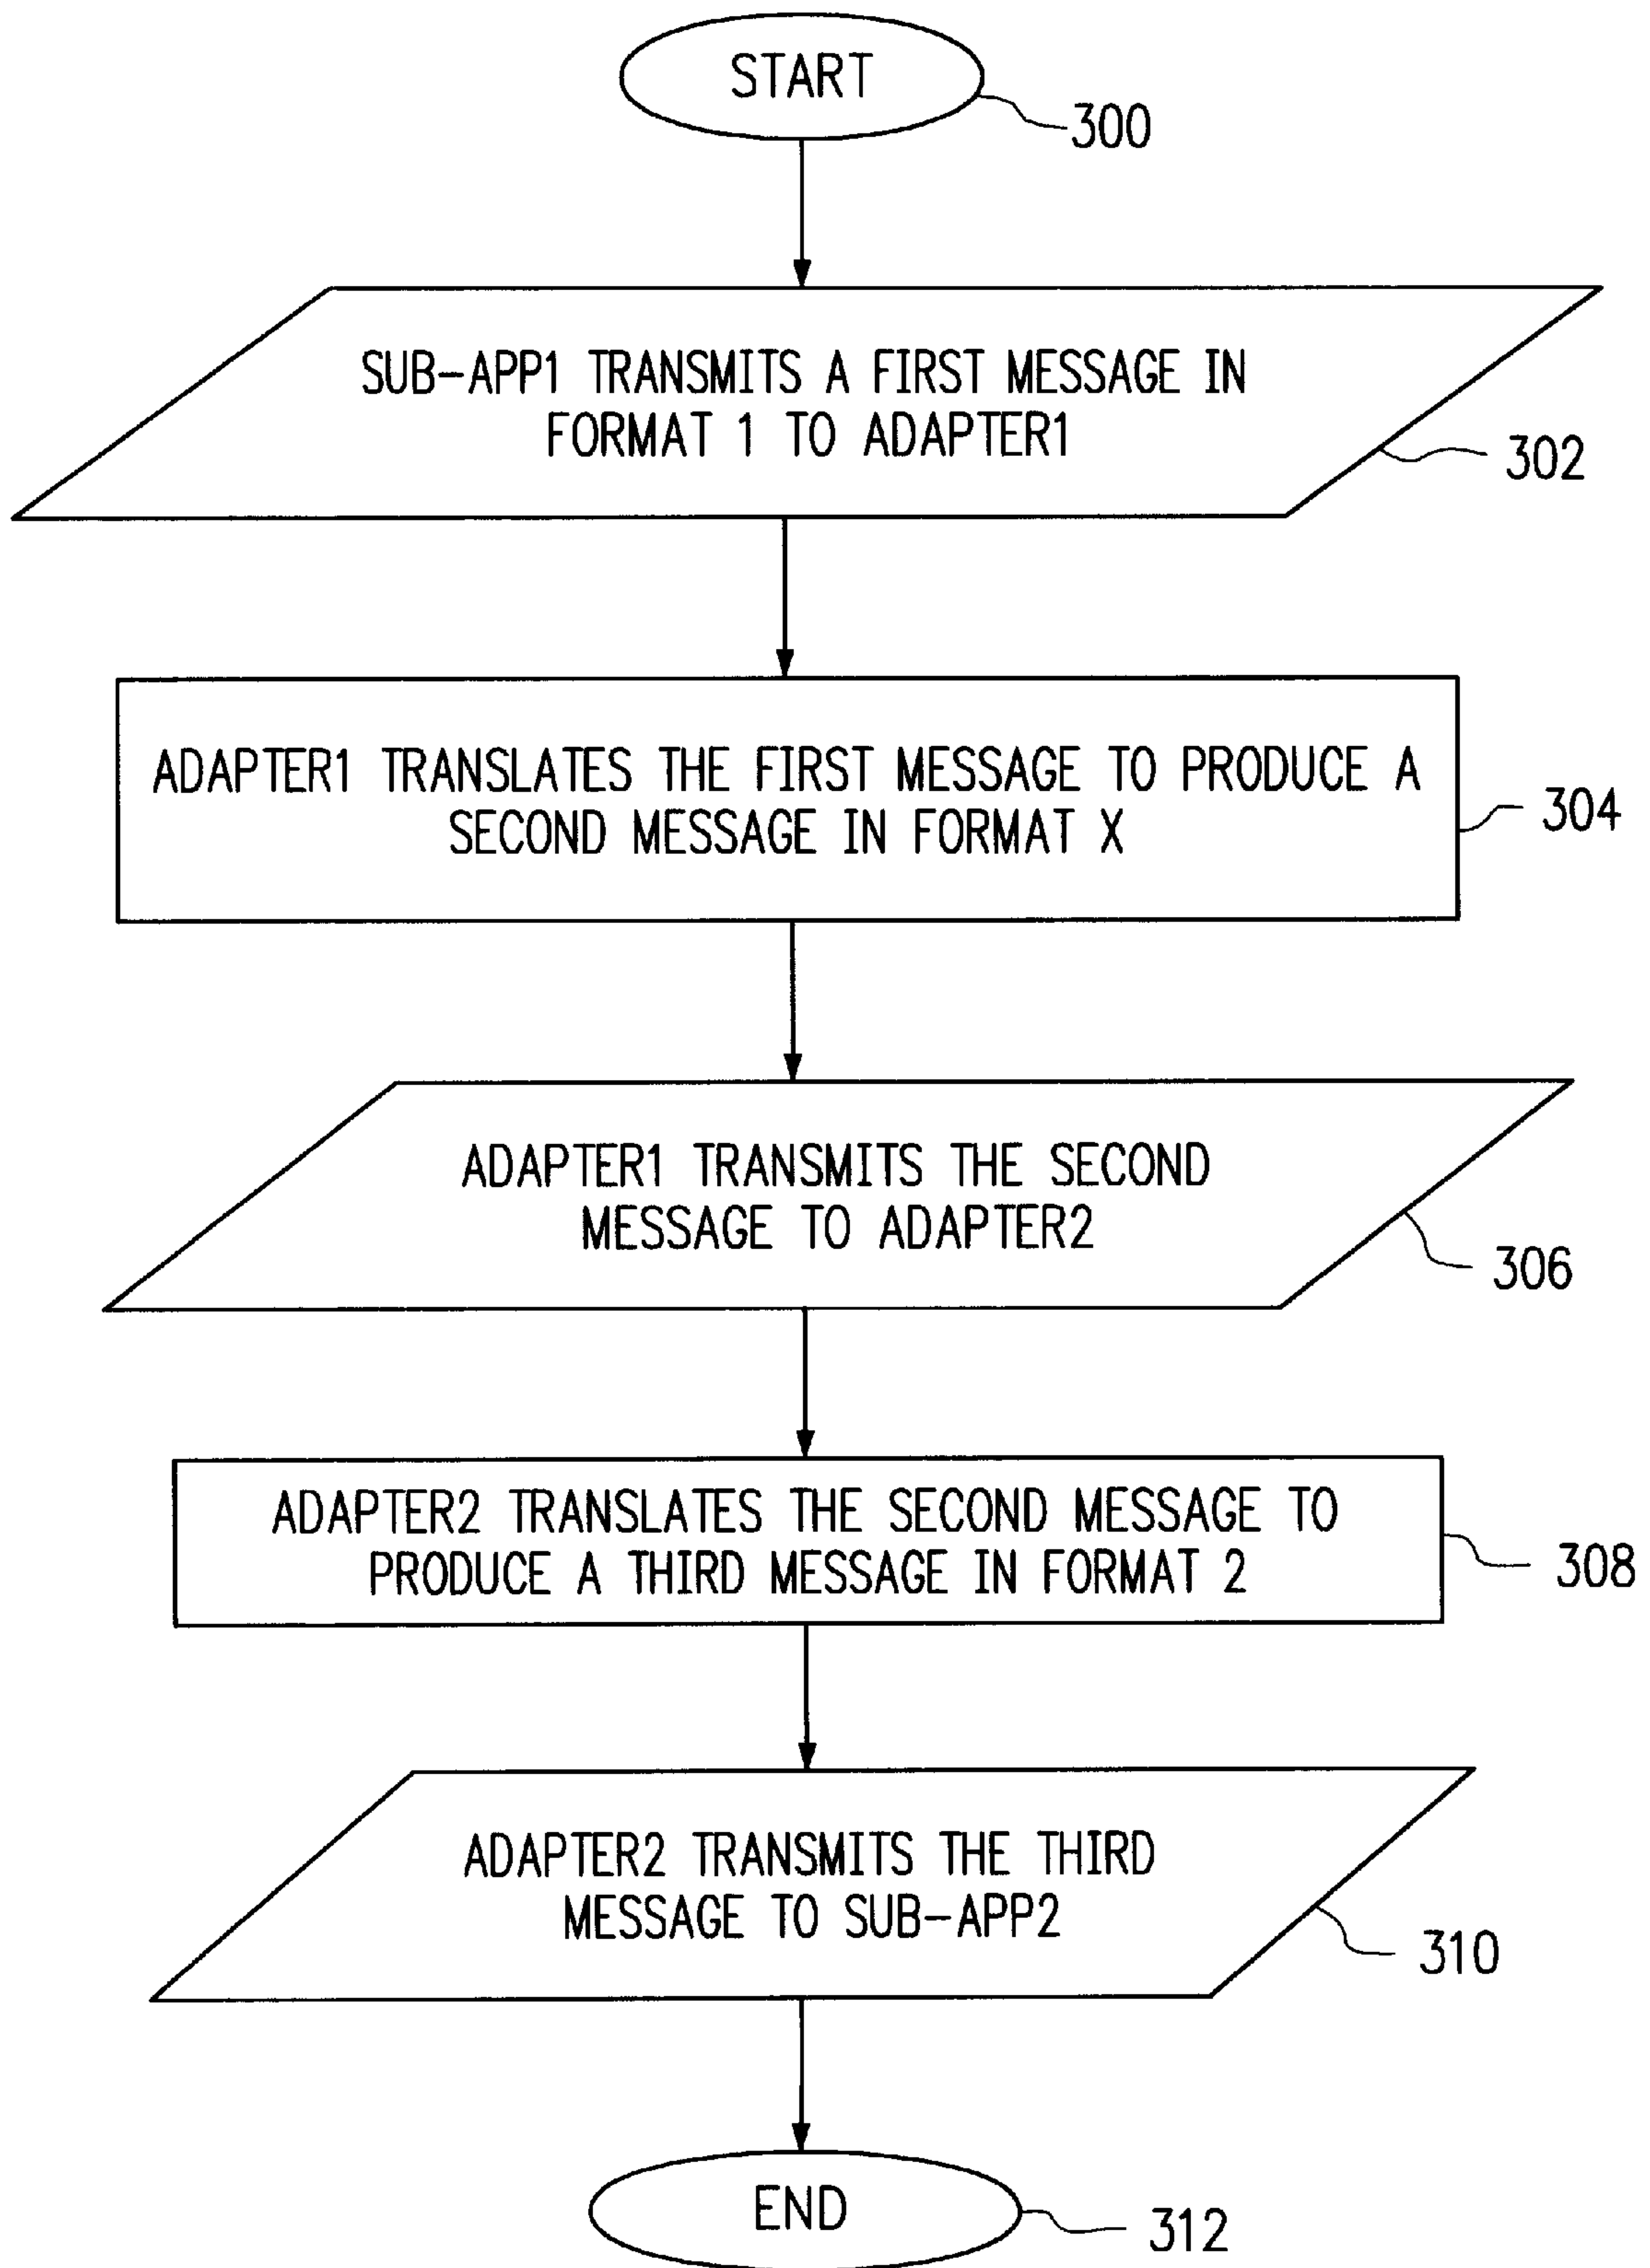 START
300
SUB-APP1 TRANSMITS A FIRST MESSAGE IN
FORMAT 1 TO ADAPTER1
302
ADAPTER1 TRANSLATES THE FIRST MESSAGE TO PRODUCE A
SECOND MESSAGE IN FORMAT X
304
ADAPTER1 TRANSMITS THE SECOND
MESSAGE TO ADAPTER2
306
ADAPTER2 TRANSLATES THE SECOND MESSAGE TO
PRODUCE A THIRD MESSAGE IN FORMAT 2
308
ADAPTER2 TRANSMITS THE THIRD
MESSAGE TO SUB-APP2
310
END
312